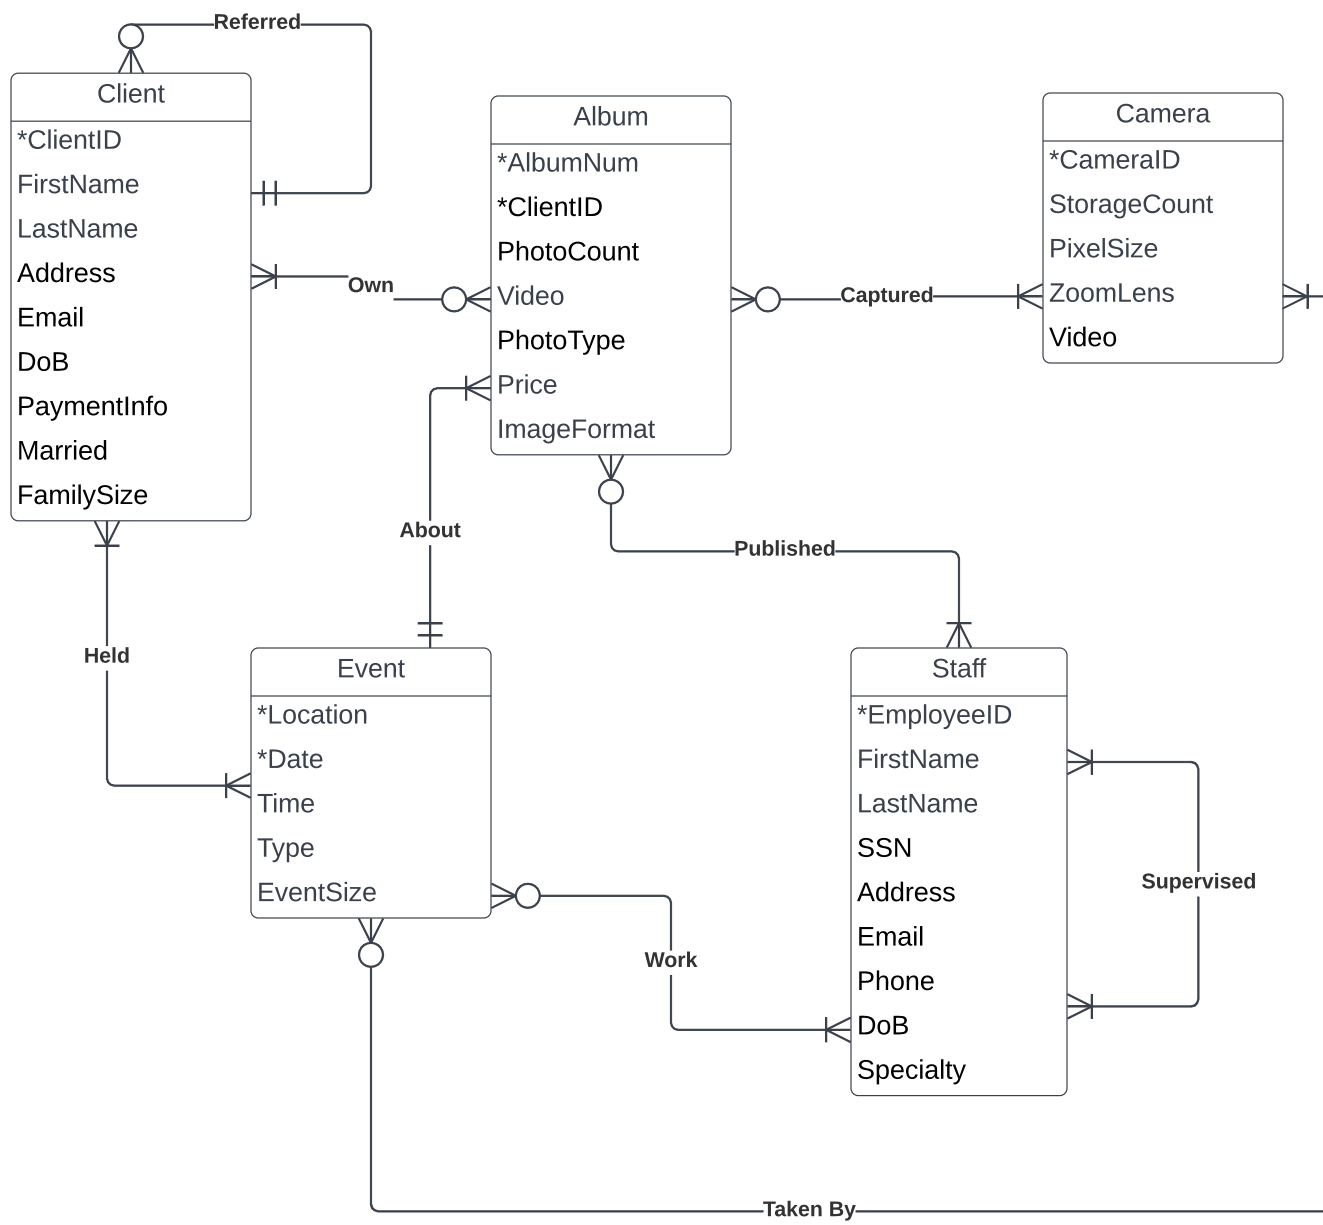 Referred
Client
*ClientID
FirstName
LastName
Address
Email
DoB
PaymentInfo
Married
FamilySize
Own
Album
*AlbumNum
*ClientID
PhotoCount
Video
PhotoType
Price
ImageFormat
Captured
Camera
*CameraID
StorageCount
PixelSize
ZoomLens
Video
About
Published
Held
Event
*Location
*Date
Time
Type
EventSize
Work
Staff
*EmployeeID
FirstName
LastName
SSN
Address
Email
Phone
DoB
Specialty
Supervised
Taken By